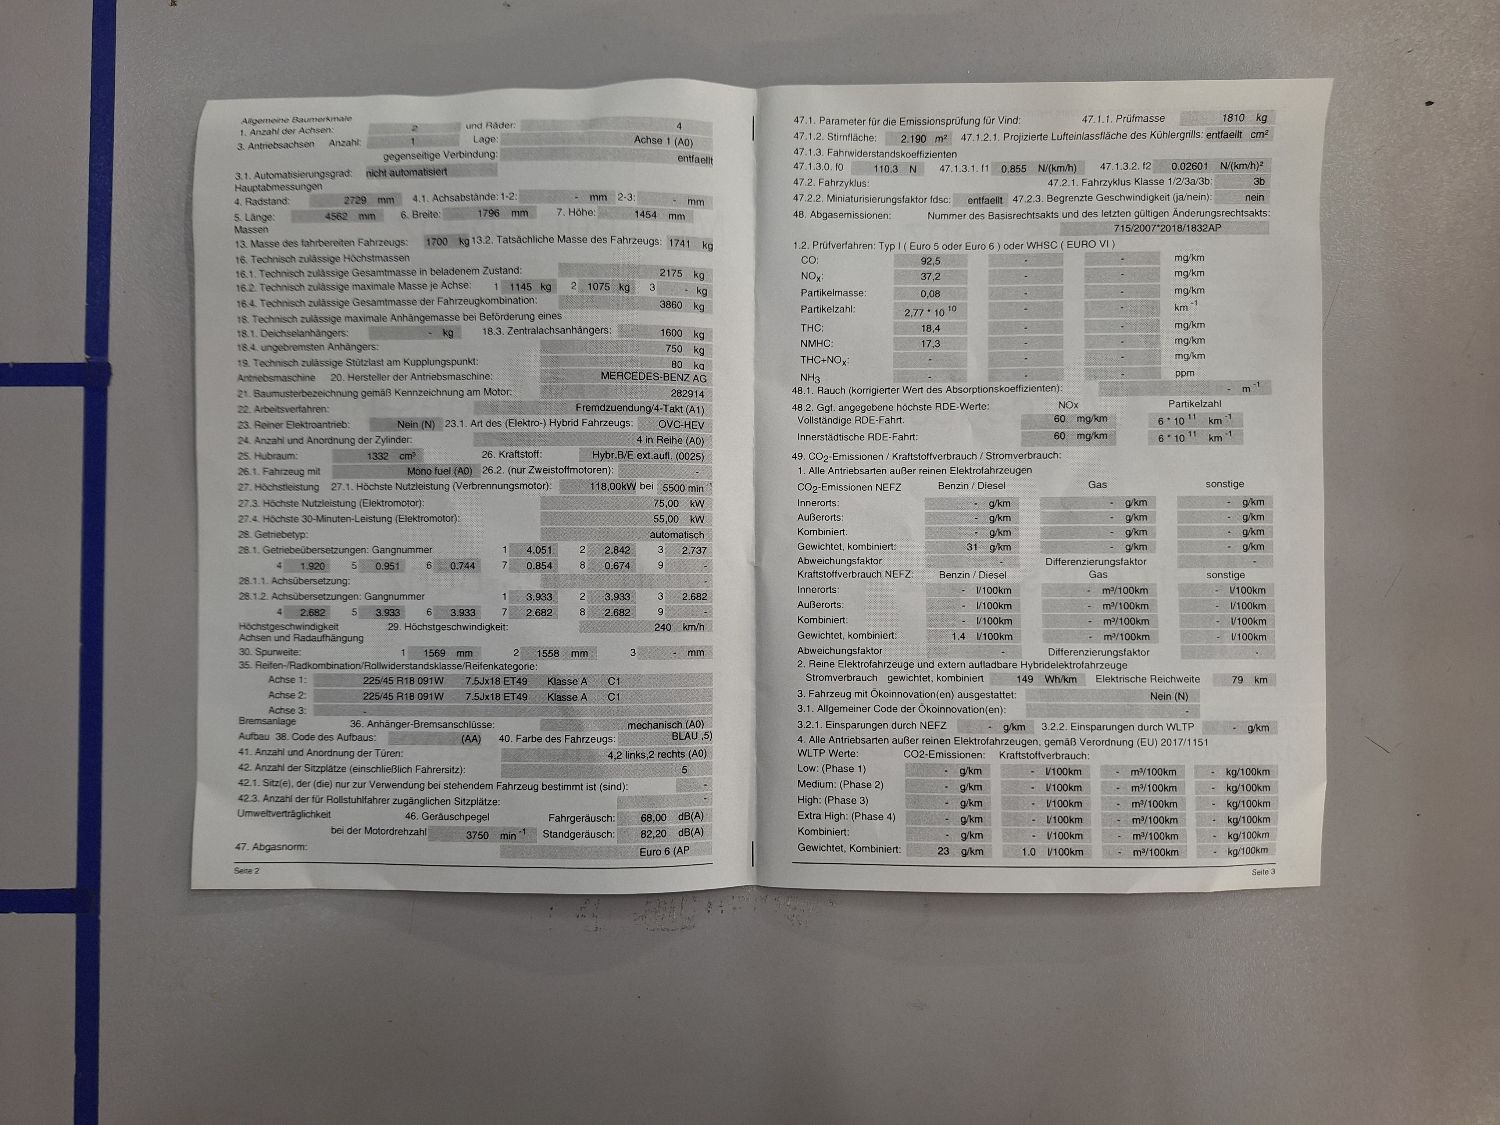 Allgemeine Baumerkmale
1. Anzahl der Achsen: 2 und Räder: 4
3. Antriebsachsen Anzahl: 1 Lage: Achse 1 (A0)
gegenseitige Verbindung: entfaellt
3.1. Automatisierungsgrad: nicht automatisiert
Hauptabmessungen
4. Radstand: 2729 mm 4.1. Achsabstände: 1-2: - mm 2-3: - mm
5. Länge: 4562 mm 6. Breite: 1796 mm 7. Höhe: 1454 mm
Massen
13. Masse des fahrbereiten Fahrzeugs: 1700 kg 13.2. Tatsächliche Masse des Fahrzeugs: 1741 kg
16. Technisch zulässige Höchstmassen
16.1. Technisch zulässige Gesamtmasse in beladenem Zustand: 2175 kg
16.2. Technisch zulässige maximale Masse je Achse: 1 1145 kg 2 1075 kg 3 - kg
16.4. Technisch zulässige Gesamtmasse der Fahrzeugkombination: 3860 kg
18. Technisch zulässige maximale Anhängemasse bei Beförderung eines
18.1. Deichselanhängers: - kg 18.3. Zentralachsanhängers: 1600 kg
18.4. ungebremsten Anhängers: 750 kg
19. Technisch zulässige Stützlast am Kupplungspunkt: 80 kg
Antriebsmaschine 20. Hersteller der Antriebsmaschine: MERCEDES-BENZ AG
21. Baumusterbezeichnung gemäß Kennzeichnung am Motor: 282914
22. Arbeitsverfahren: Fremdzuendung/4-Takt (A1)
23. Reiner Elektroantrieb: Nein (N) 23.1. Art des (Elektro-) Hybrid Fahrzeugs: OVC-HEV
24. Anzahl und Anordnung der Zylinder: 4 in Reihe (A0)
25. Hubraum: 1332 cm³ 26. Kraftstoff: Hybr.B/E ext.aufl. (0025)
26.1. Fahrzeug mit Mono fuel (A0) 26.2. (nur Zweistoffmotoren): -
27. Höchstleistung 27.1. Höchste Nutzleistung (Verbrennungsmotor): 118,00kW bei 5500 min⁻¹
27.3. Höchste Nutzleistung (Elektromotor): 75,00 kW
27.4. Höchste 30-Minuten-Leistung (Elektromotor): 55,00 kW
28. Getriebetyp: automatisch
28.1. Getriebeübersetzungen: Gangnummer 1 4.051 2 2.842 3 2.737
4 1.920 5 0.951 6 0.744 7 0.854 8 0.674 9 -
28.1.1. Achsübersetzung: -
28.1.2. Achsübersetzungen: Gangnummer 1 3.933 2 3.933 3 2.682
4 2.682 5 3.933 6 3.933 7 2.682 8 2.682 9 -
Höchstgeschwindigkeit 29. Höchstgeschwindigkeit: 240 km/h
Achsen und Radaufhängung
30. Spurweite: 1 1569 mm 2 1558 mm 3 - mm
35. Reifen-/Radkombination/Rollwiderstandsklasse/Reifenkategorie:
Achse 1: 225/45 R18 091W 7.5Jx18 ET49 Klasse A C1
Achse 2: 225/45 R18 091W 7.5Jx18 ET49 Klasse A C1
Achse 3: -
Bremsanlage 36. Anhänger-Bremsanschlüsse: mechanisch (A0)
Aufbau 38. Code des Aufbaus: (AA) 40. Farbe des Fahrzeugs: BLAU ,5)
41. Anzahl und Anordnung der Türen: 4,2 links,2 rechts (A0)
42. Anzahl der Sitzplätze (einschließlich Fahrersitz): 5
42.1. Sitz(e), der (die) nur zur Verwendung bei stehendem Fahrzeug bestimmt ist (sind): -
42.3. Anzahl der für Rollstuhlfahrer zugänglichen Sitzplätze: -
Umweltverträglichkeit 46. Geräuschpegel Fahrgeräusch: 68,00 dB(A)
bei der Motordrehzahl 3750 min⁻¹ Standgeräusch: 82,20 dB(A)
47. Abgasnorm: Euro 6 (AP
Seite 2
47.1. Parameter für die Emissionsprüfung für Vind: 47.1.1. Prüfmasse 1810 kg
47.1.2. Stirnfläche: 2.190 m² 47.1.2.1. Projizierte Lufteinlassfläche des Kühlergrills: entfaellt cm²
47.1.3. Fahrwiderstandskoeffizienten
47.1.3.0. f0 110.3 N 47.1.3.1. f1 0.855 N/(km/h) 47.1.3.2. f2 0.02601 N/(km/h)²
47.2. Fahrzyklus: 47.2.1. Fahrzyklus Klasse 1/2/3a/3b: 3b
47.2.2. Miniaturisierungsfaktor fdsc: entfaellt 47.2.3. Begrenzte Geschwindigkeit (ja/nein): nein
48. Abgasemissionen: Nummer des Basisrechtsakts und des letzten gültigen Änderungsrechtsakts:
715/2007*2018/1832AP
1.2. Prüfverfahren: Typ I ( Euro 5 oder Euro 6 ) oder WHSC ( EURO VI )
CO: 92,5 - - mg/km
NOx: 37,2 - - mg/km
Partikelmasse: 0,08 - - mg/km
Partikelzahl: 2,77 * 10¹⁰ - - km⁻¹
THC: 18,4 - - mg/km
NMHC: 17,3 - - mg/km
THC+NOx: - - - mg/km
NH3 - - - ppm
48.1. Rauch (korrigierter Wert des Absorptionskoeffizienten): - m⁻¹
48.2. Ggf. angegebene höchste RDE-Werte: NOx Partikelzahl
Vollständige RDE-Fahrt. 60 mg/km 6 * 10¹¹ km⁻¹
Innerstädtische RDE-Fahrt: 60 mg/km 6 * 10¹¹ km⁻¹
49. CO2-Emissionen / Kraftstoffverbrauch / Stromverbrauch:
1. Alle Antriebsarten außer reinen Elektrofahrzeugen
CO2-Emissionen NEFZ Benzin / Diesel Gas sonstige
Innerorts: - g/km - g/km - g/km
Außerorts: - g/km - g/km - g/km
Kombiniert: - g/km - g/km - g/km
Gewichtet, kombiniert: 31 g/km - g/km - g/km
Abweichungsfaktor - Differenzierungsfaktor -
Kraftstoffverbrauch NEFZ: Benzin / Diesel Gas sonstige
Innerorts: - l/100km - m³/100km - l/100km
Außerorts: - l/100km - m³/100km - l/100km
Kombiniert: - l/100km - m³/100km - l/100km
Gewichtet, kombiniert: 1.4 l/100km - m³/100km - l/100km
Abweichungsfaktor - Differenzierungsfaktor -
2. Reine Elektrofahrzeuge und extern aufladbare Hybridelektrofahrzeuge
Stromverbrauch gewichtet, kombiniert 149 Wh/km Elektrische Reichweite 79 km
3. Fahrzeug mit Ökoinnovation(en) ausgestattet: Nein (N)
3.1. Allgemeiner Code der Ökoinnovation(en): -
3.2.1. Einsparungen durch NEFZ - g/km 3.2.2. Einsparungen durch WLTP - g/km
4. Alle Antriebsarten außer reinen Elektrofahrzeugen, gemäß Verordnung (EU) 2017/1151
WLTP Werte: CO2-Emissionen: Kraftstoffverbrauch:
Low: (Phase 1) - g/km - l/100km - m³/100km - kg/100km
Medium: (Phase 2) - g/km - l/100km - m³/100km - kg/100km
High: (Phase 3) - g/km - l/100km - m³/100km - kg/100km
Extra High: (Phase 4) - g/km - l/100km - m³/100km - kg/100km
Kombiniert: - g/km - l/100km - m³/100km - kg/100km
Gewichtet, Kombiniert: 23 g/km 1.0 l/100km - m³/100km - kg/100km
Seite 3